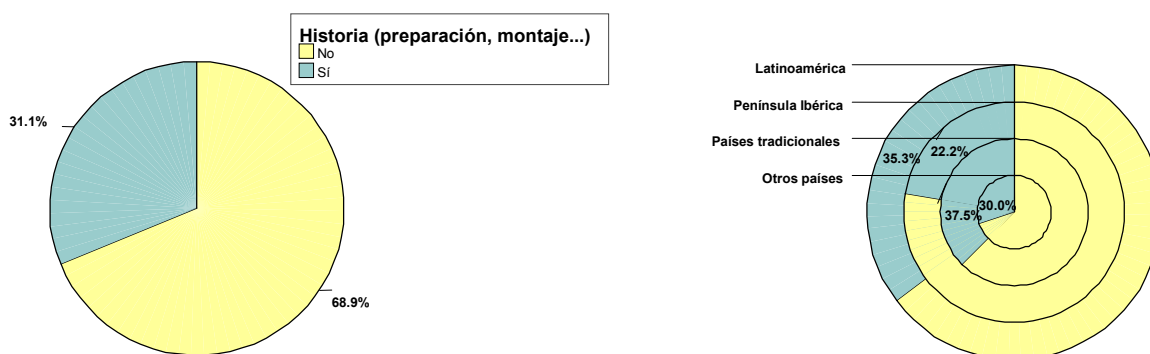 Historia (preparación, montaje...)
No
Sí
31.1%
68.9%
Latinoamérica
Península Ibérica
Países tradicionales
Otros países
35.3%
22.2%
37.5%
30.0%